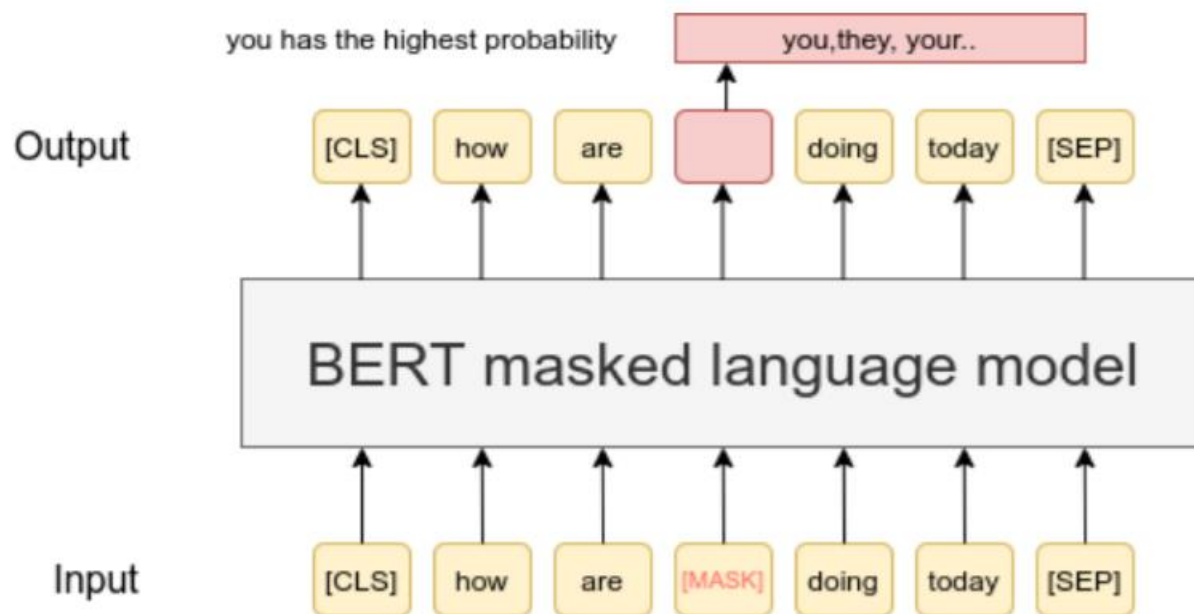 you has the highest probability you,they, your..
Output [CLS] how are doing today [SEP]
BERT masked language model
Input [CLS] how are [MASK] doing today [SEP]